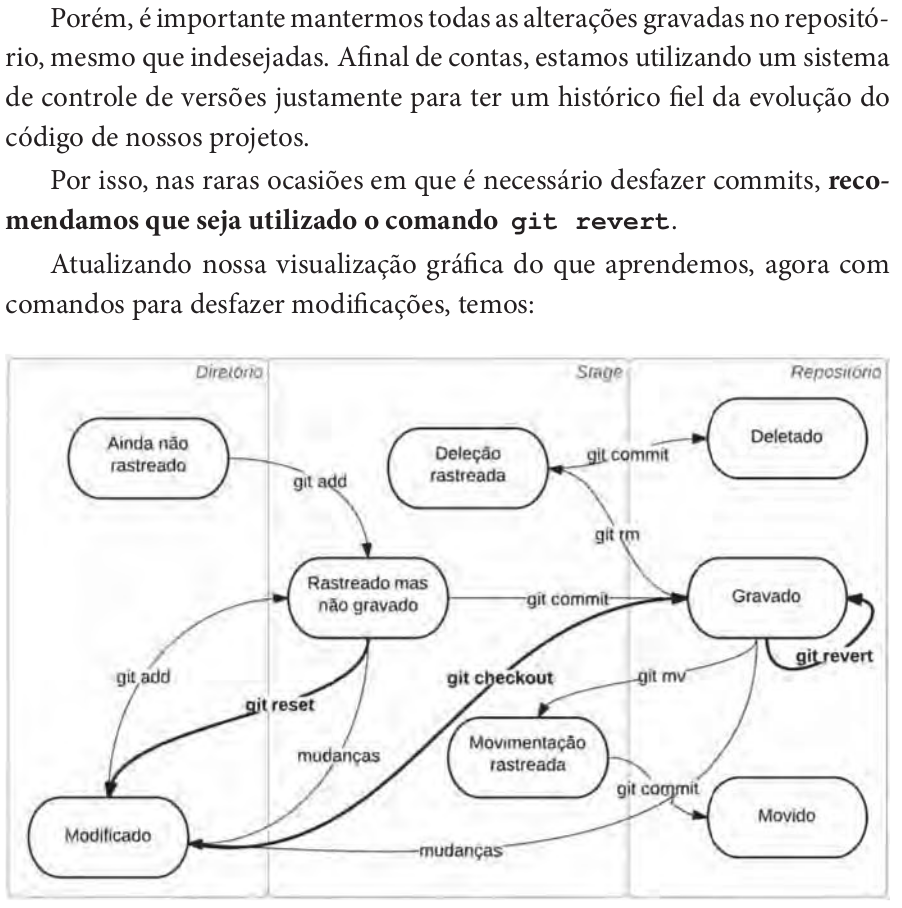 Porém, é importante mantermos todas as alterações gravadas no repositó-
rio, mesmo que indesejadas. Afinal de contas, estamos utilizando um sistema
de controle de versões justamente para ter um histórico fiel da evolução do
código de nossos projetos.
Por isso, nas raras ocasiões em que é necessário desfazer commits, reco-
mendamos que seja utilizado o comando git revert.
Atualizando nossa visualização gráfica do que aprendemos, agora com
comandos para desfazer modificações, temos:
Diretório
Stage
Repositório
Ainda não
rastreado
git add
Deleção
rastreada
git commit
Deletado
git rm
Rastreado mas
não gravado
git commit
Gravado
git revert
git add
git reset
git checkout
git mv
mudanças
Movimentação
rastreada
git commit
Movido
Modificado
mudanças